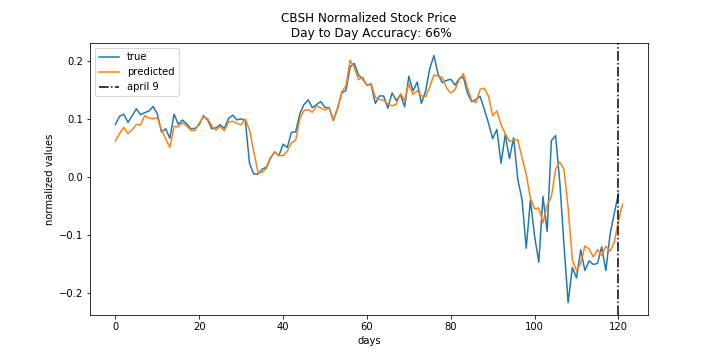 CBSH Normalized Stock Price
Day to Day Accuracy: 66%
true
predicted
april 9
normalized values
0.2
0.1
0.0
−0.1
−0.2
0
20
40
60
80
100
120
days